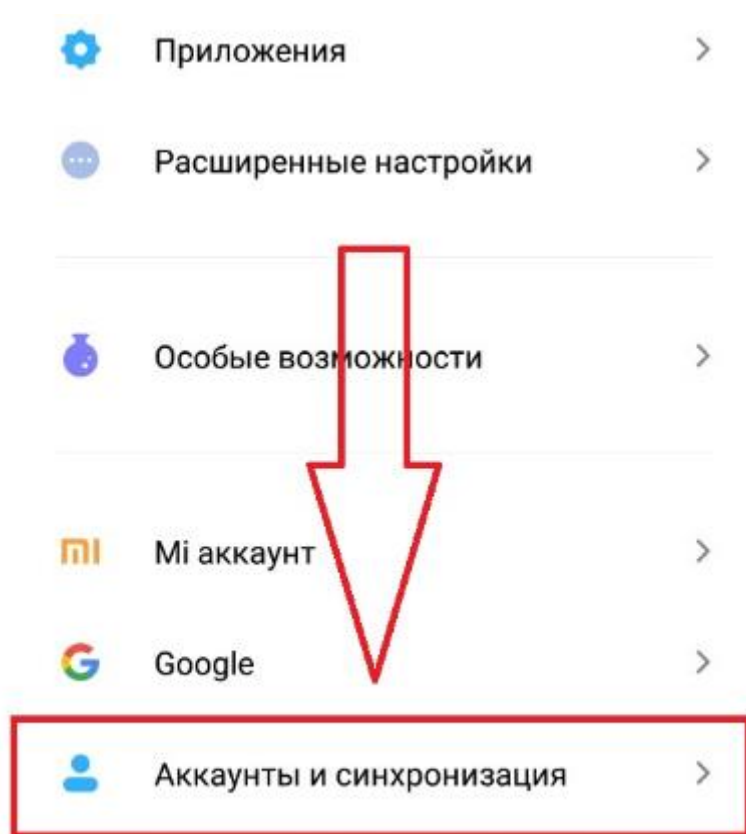 Приложения
Расширенные настройки
Особые возможности
Mi аккаунт
Google
Аккаунты и синхронизация